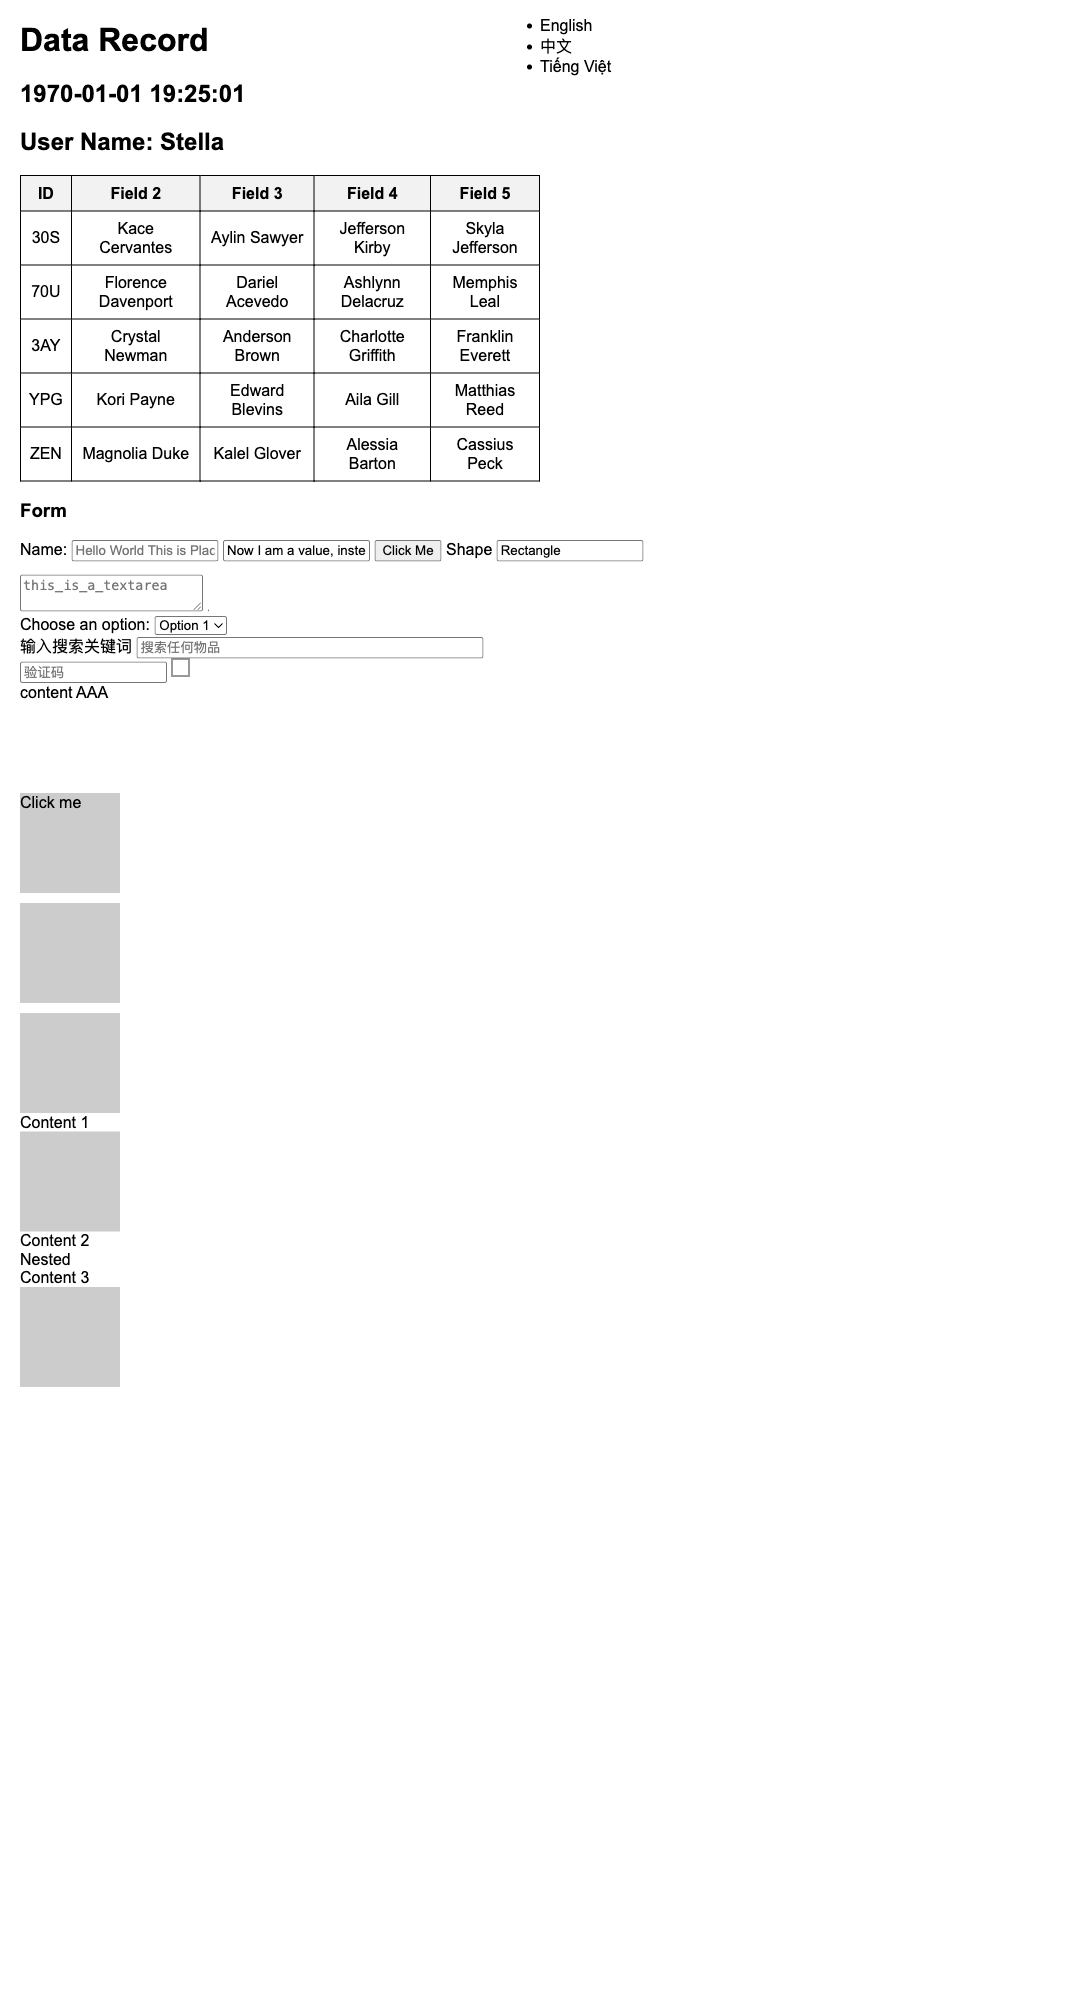 Data Record
English
中文
Tiếng Việt
1970-01-01 19:25:01
User Name: Stella
ID Field 2 Field 3 Field 4 Field 5
30S Kace Cervantes Aylin Sawyer Jefferson Kirby Skyla Jefferson
70U Florence Davenport Dariel Acevedo Ashlynn Delacruz Memphis Leal
3AY Crystal Newman Anderson Brown Charlotte Griffith Franklin Everett
YPG Kori Payne Edward Blevins Aila Gill Matthias Reed
ZEN Magnolia Duke Kalel Glover Alessia Barton Cassius Peck
Form
Name: Hello World This is Plac Now I am a value, inste Click Me Shape Rectangle
this_is_a_textarea
Choose an option: Option 1
输入搜索关键词 搜索任何物品
验证码
content AAA
Click me
Content 1
Content 2
Nested
Content 3